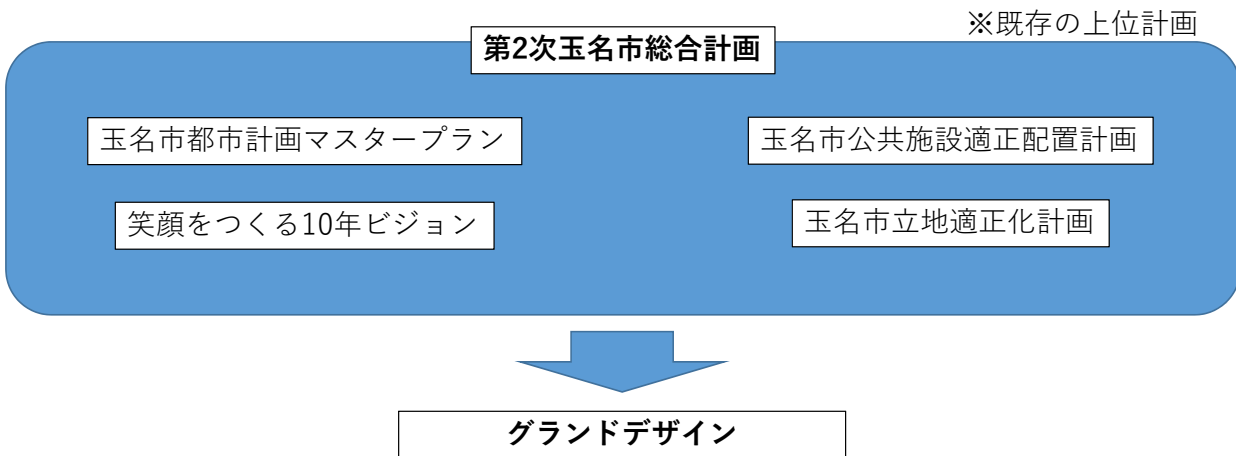 ※既存の上位計画
第2次玉名市総合計画
玉名市都市計画マスタープラン
玉名市公共施設適正配置計画
笑顔をつくる10年ビジョン
玉名市立地適正化計画
グランドデザイン